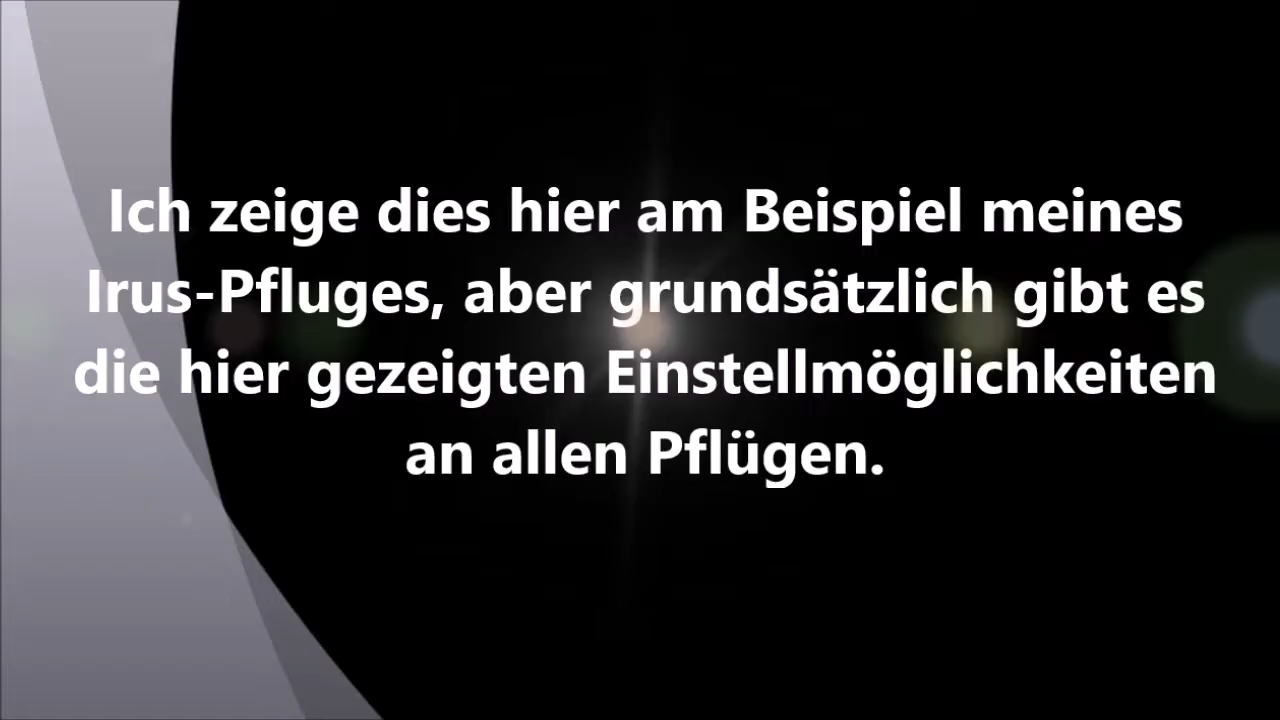 Ich zeige dies hier am Beispiel meines
Irus-Pfluges, aber grundsätzlich gibt es
die hier gezeigten Einstellmöglichkeiten
an allen Pflügen.